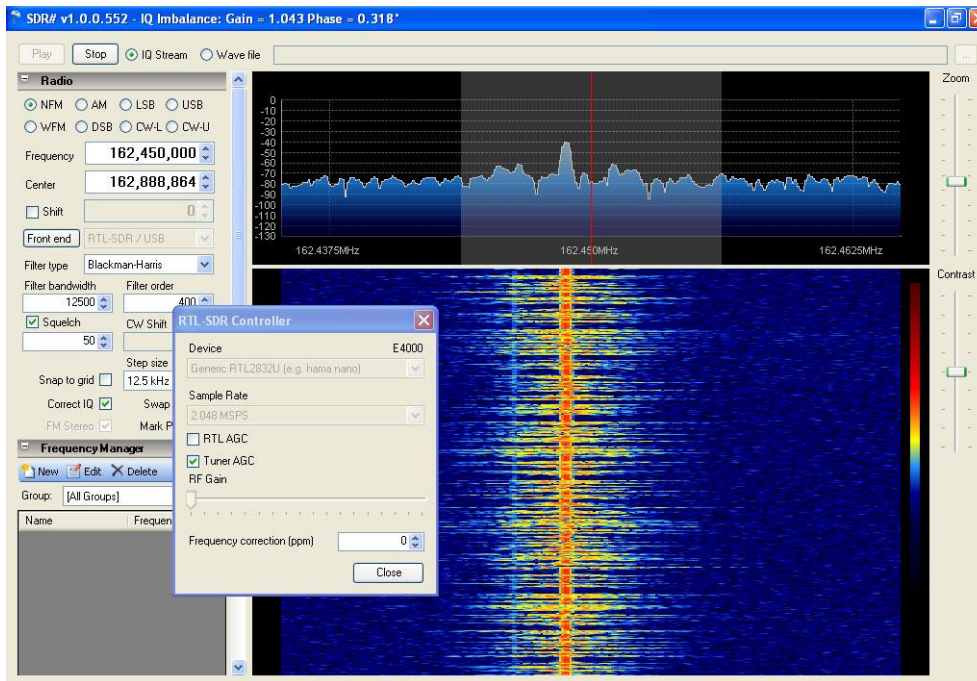 SDR# v1.0.0.552 - IQ Imbalance: Gain = 1.043 Phase = 0.318°
Play Stop IQ Stream Wave file ...
Radio
NFM AM LSB USB
WFM DSB CW-L CW-U
Frequency 162,450,000
Center 162,888,864
Shift 0
Front end RTL-SDR / USB
Filter type Blackman-Harris
Filter bandwidth Filter order
12500 400
Squelch CW Shift
50
Step size
Snap to grid 12.5 kHz
Correct IQ Swap
FM Stereo Mark P
Frequency Manager
New Edit Delete
Group: [All Groups]
Name Frequen
0
-10
-20
-30
-40
-50
-60
-70
-80
-90
-100
-110
-120
-130
162.4375MHz 162.450MHz 162.4625MHz
Zoom
Contrast
RTL-SDR Controller
Device E4000
Generic RTL2832U (e.g. hama nano)
Sample Rate
2.048 MSPS
RTL AGC
Tuner AGC
RF Gain
Frequency correction (ppm) 0
Close